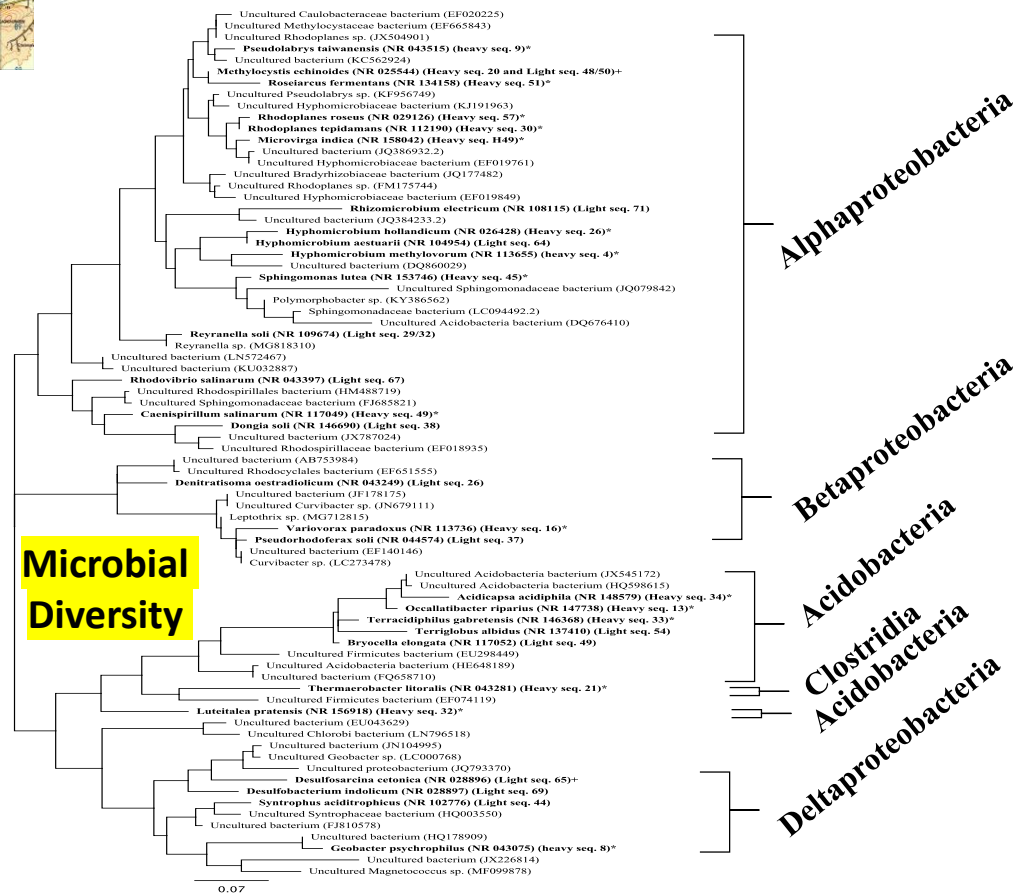 Uncultured Caulobacteraceae bacterium (EF020225)
Uncultured Methylocystaceae bacterium (EF665843)
Uncultured Rhodoplanes sp. (JX504901)
Pseudolabrys taiwanensis (NR 043515) (heavy seq. 9)*
Uncultured bacterium (KC562924)
Methylocystis echinoides (NR 025544) (Heavy seq. 20 and Light seq. 48/50)+
Roseiarcus fermentans (NR 134158) (Heavy seq. 51)*
Uncultured Pseudolabrys sp. (KF956749)
Uncultured Hyphomicrobiaceae bacterium (KJ191963)
Rhodoplanes roseus (NR 029126) (Heavy seq. 57)*
Rhodoplanes tepidamans (NR 112190) (Heavy seq. 30)*
Microvirga indica (NR 158042) (Heavy seq. H49)*
Uncultured bacterium (JQ386932.2)
Uncultured Hyphomicrobiaceae bacterium (EF019761)
Uncultured Bradyrhizobiaceae bacterium (JQ177482)
Uncultured Rhodoplanes sp. (FM175744)
Uncultured Hyphomicrobiaceae bacterium (EF019849)
Rhizomicrobium electricum (NR 108115) (Light seq. 71)
Uncultured bacterium (JQ384233.2)
Hyphomicrobium hollandicum (NR 026428) (Heavy seq. 26)*
Hyphomicrobium aestuarii (NR 104954) (Light seq. 64)
Hyphomicrobium methylovorum (NR 113655) (heavy seq. 4)*
Uncultured bacterium (DQ860029)
Sphingomonas lutea (NR 153746) (Heavy seq. 45)*
Uncultured Sphingomonadaceae bacterium (JQ079842)
Polymorphobacter sp. (KY386562)
Sphingomonadaceae bacterium (LC094492.2)
Uncultured Acidobacteria bacterium (DQ676410)
Reyranella soli (NR 109674) (Light seq. 29/32)
Reyranella sp. (MG818310)
Uncultured bacterium (LN572467)
Uncultured bacterium (KU032887)
Rhodovibrio salinarum (NR 043397) (Light seq. 67)
Uncultured Rhodospirillales bacterium (HM488719)
Uncultured Sphingomonadaceae bacterium (FJ685821)
Caenispirillum salinarum (NR 117049) (Heavy seq. 49)*
Dongia soli (NR 146690) (Light seq. 38)
Uncultured bacterium (JX787024)
Uncultured Rhodospirillaceae bacterium (EF018935)
Alphaproteobacteria
Uncultured bacterium (AB753984)
Uncultured Rhodocyclales bacterium (EF651555)
Denitratisoma oestradiolicum (NR 043249) (Light seq. 26)
Uncultured bacterium (JF178175)
Uncultured Curvibacter sp. (JN679111)
Leptothrix sp. (MG712815)
Variovorax paradoxus (NR 113736) (Heavy seq. 16)*
Pseudorhodoferax soli (NR 044574) (Light seq. 37)
Uncultured bacterium (EF140146)
Curvibacter sp. (LC273478)
Betaproteobacteria
Microbial
Diversity
Uncultured Acidobacteria bacterium (JX545172)
Uncultured Acidobacteria bacterium (HQ598615)
Acidicapsa acidiphila (NR 148579) (Heavy seq. 34)*
Occallatibacter riparius (NR 147738) (Heavy seq. 13)*
Terracidiphilus gabretensis (NR 146368) (Heavy seq. 33)*
Terriglobus albidus (NR 137410) (Light seq. 54)
Bryocella elongata (NR 117052) (Light seq. 49)
Uncultured Firmicutes bacterium (EU298449)
Uncultured Acidobacteria bacterium (HE648189)
Uncultured bacterium (FQ658710)
Acidobacteria
Thermaerobacter litoralis (NR 043281) (Heavy seq. 21)*
Uncultured Firmicutes bacterium (EF074119)
Clostridia
Luteitalea pratensis (NR 156918) (Heavy seq. 32)*
Acidobacteria
Uncultured bacterium (EU043629)
Uncultured Chlorobi bacterium (LN796518)
Uncultured bacterium (JN104995)
Uncultured Geobacter sp. (LC000768)
Uncultured proteobacterium (JQ793370)
Desulfosarcina cetonica (NR 028896) (Light seq. 65)+
Desulfobacterium indolicum (NR 028897) (Light seq. 69)
Syntrophus aciditrophicus (NR 102776) (Light seq. 44)
Uncultured Syntrophaceae bacterium (HQ003550)
Uncultured bacterium (FJ810578)
Uncultured bacterium (HQ178909)
Geobacter psychrophilus (NR 043075) (heavy seq. 8)*
Uncultured bacterium (JX226814)
Uncultured Magnetococcus sp. (MF099878)
Deltaproteobacteria
0.07